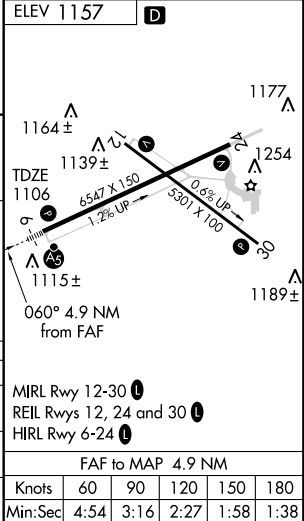 ELEV 1157 D
1177
1164 ±
12
V
24
1139 ±
V
1254
TDZE
1106
6547 X 150
1.2% UP
0.6% UP
5301 X 100
6
P
P
30
A5
1115 ±
1189 ±
060° 4.9 NM
from FAF
MIRL Rwy 12-30 L
REIL Rwys 12, 24 and 30 L
HIRL Rwy 6-24 L
FAF to MAP 4.9 NM
Knots 60 90 120 150 180
Min:Sec 4:54 3:16 2:27 1:58 1:38